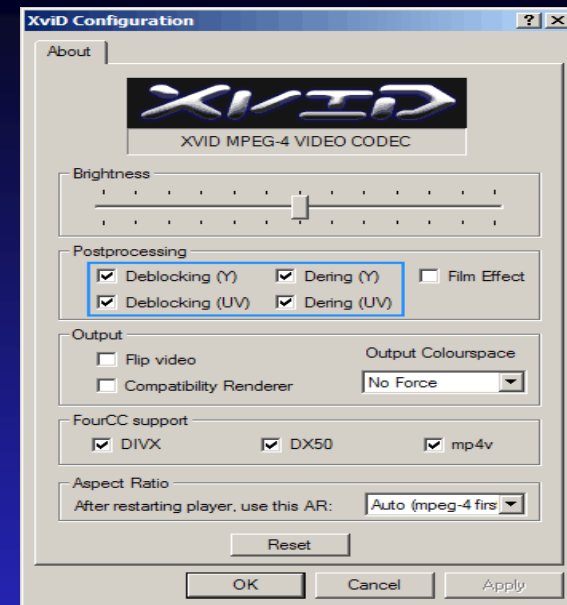 XviD Configuration
About
XVID
XVID MPEG-4 VIDEO CODEC
Brightness
Postprocessing
Deblocking (Y) Dering (Y) Film Effect
Deblocking (UV) Dering (UV)
Output
Flip video Output Colourspace
Compatibility Renderer No Force
FourCC support
DIVX DX50 mp4v
Aspect Ratio
After restarting player, use this AR: Auto (mpeg-4 firs
Reset
OK Cancel Apply